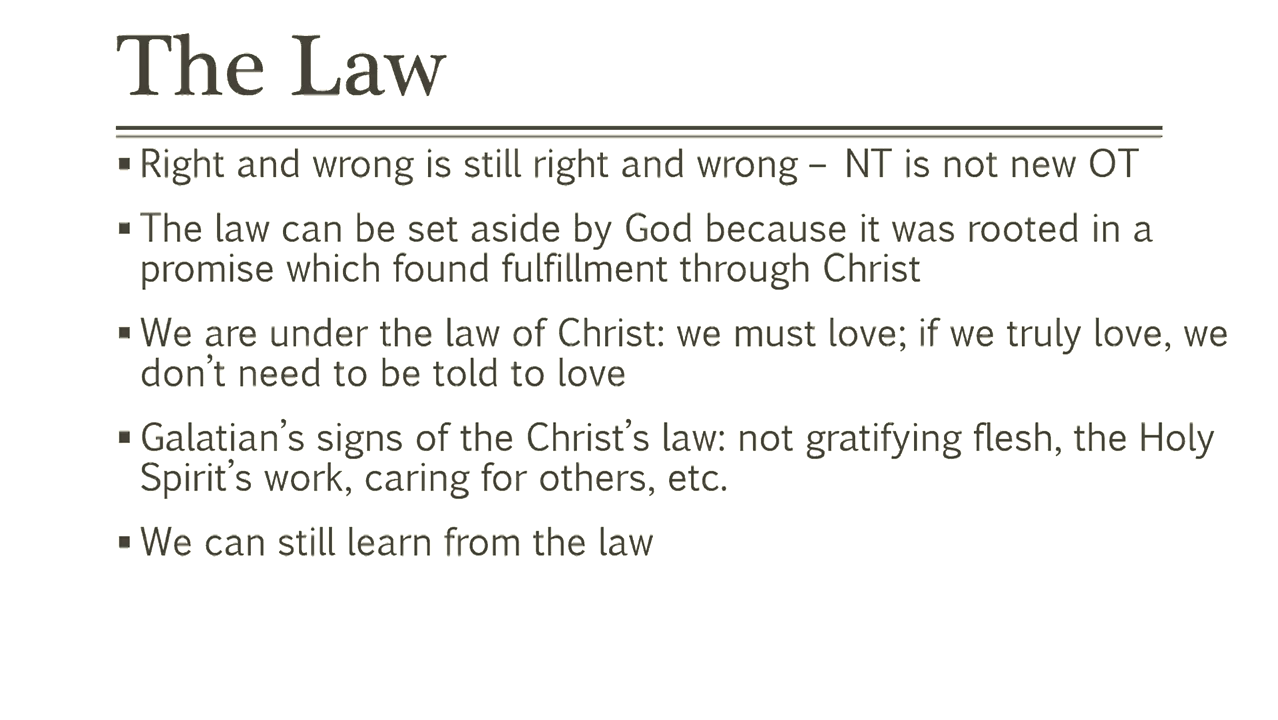 The Law
▪ Right and wrong is still right and wrong – NT is not new OT
▪ The law can be set aside by God because it was rooted in a
promise which found fulfillment through Christ
▪ We are under the law of Christ: we must love; if we truly love, we
don’t need to be told to love
▪ Galatian’s signs of the Christ’s law: not gratifying flesh, the Holy
Spirit’s work, caring for others, etc.
▪ We can still learn from the law